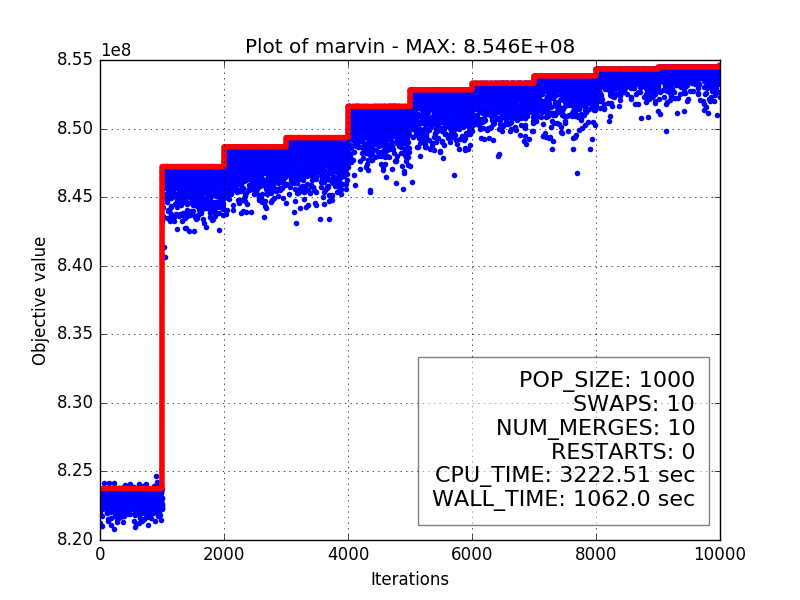 Plot of marvin - MAX: 8.546E+08
1e8
8.55
8.50
8.45
8.40
8.35
8.30
8.25
8.20
Objective value
POP_SIZE: 1000
SWAPS: 10
NUM_MERGES: 10
RESTARTS: 0
CPU_TIME: 3222.51 sec
WALL_TIME: 1062.0 sec
0 2000 4000 6000 8000 10000
Iterations